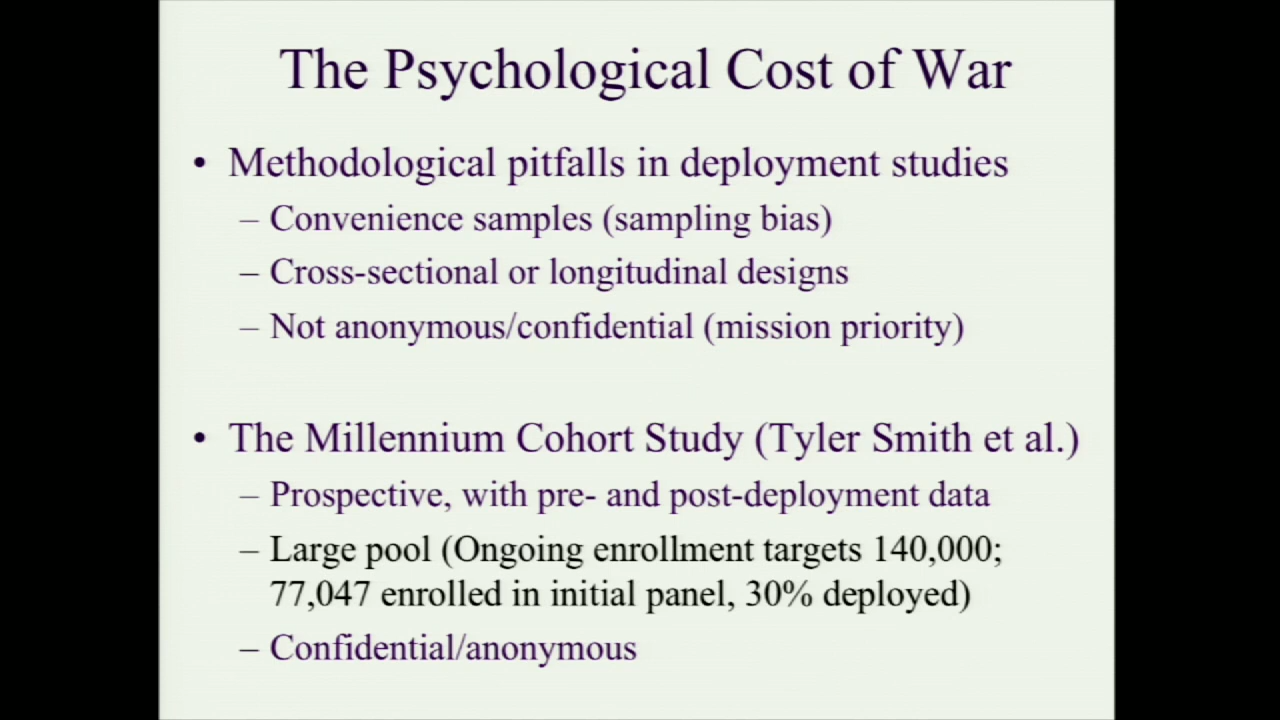 The Psychological Cost of War
• Methodological pitfalls in deployment studies
– Convenience samples (sampling bias)
– Cross-sectional or longitudinal designs
– Not anonymous/confidential (mission priority)
• The Millennium Cohort Study (Tyler Smith et al.)
– Prospective, with pre- and post-deployment data
– Large pool (Ongoing enrollment targets 140,000;
77,047 enrolled in initial panel, 30% deployed)
– Confidential/anonymous